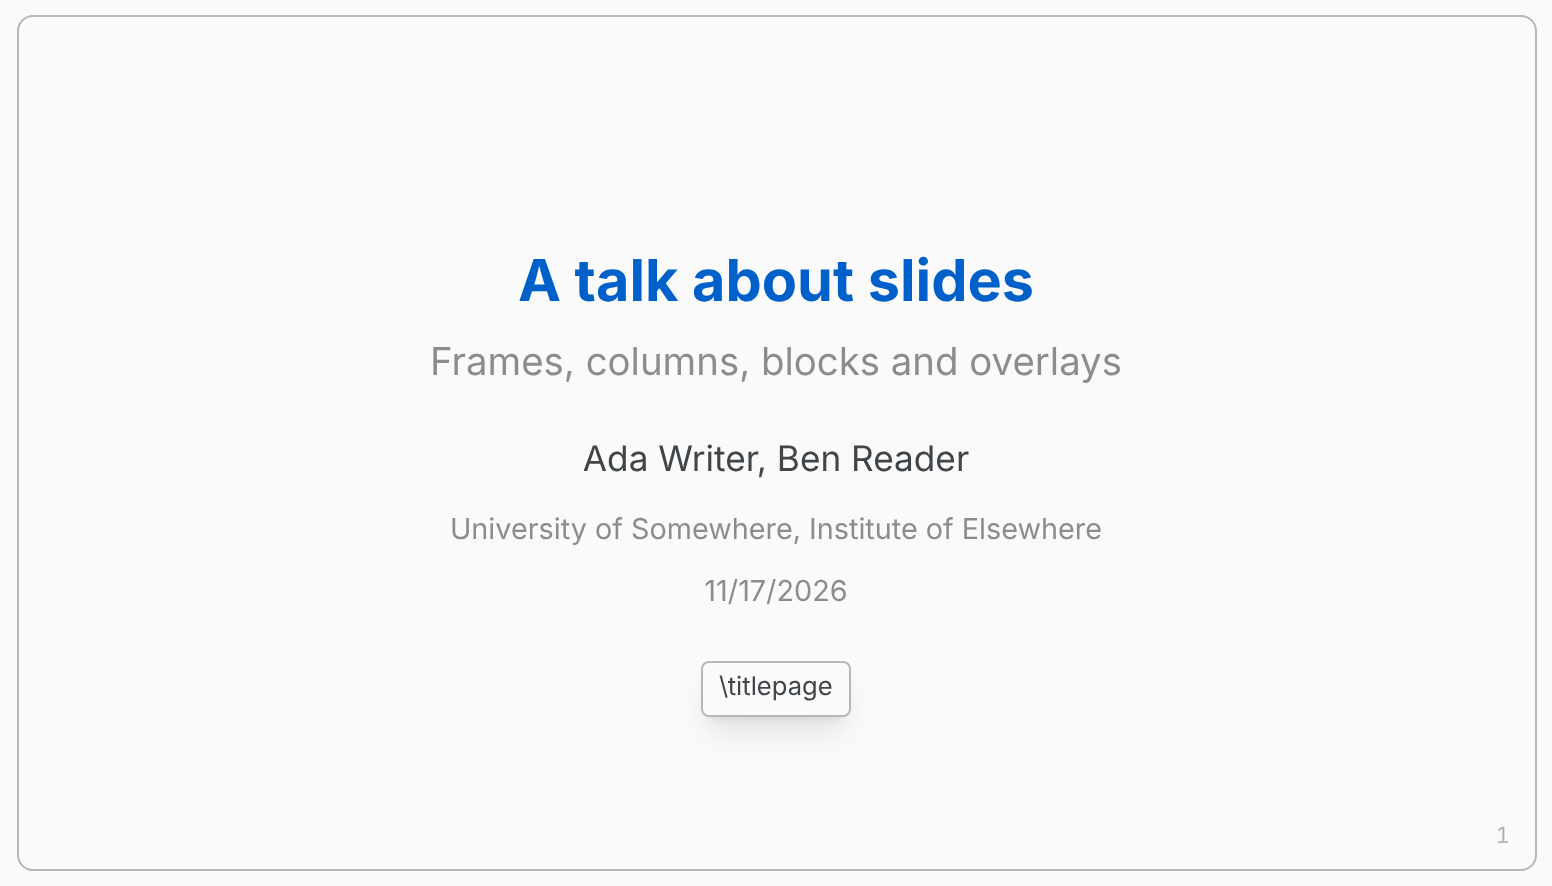 A talk about slides
Frames, columns, blocks and overlays
Ada Writer, Ben Reader
University of Somewhere, Institute of Elsewhere
11/17/2026
\titlepage
1